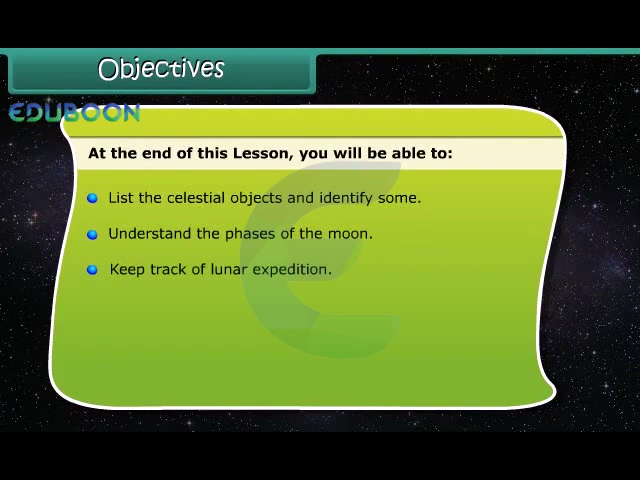 Objectives
EDUBOON
At the end of this Lesson, you will be able to:
List the celestial objects and identify some.
Understand the phases of the moon.
Keep track of lunar expedition.